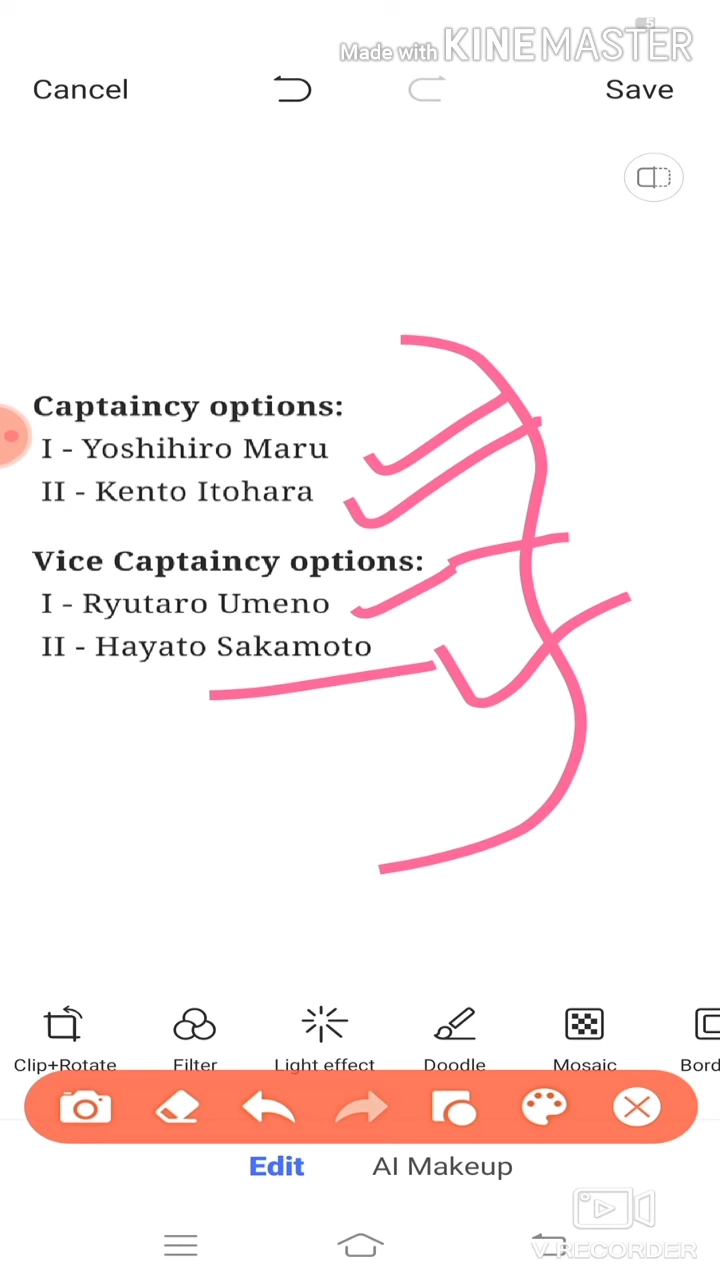 5
Made with KINEMASTER
Cancel
Save
Captaincy options:
I - Yoshihiro Maru
II - Kento Itohara
Vice Captaincy options:
I - Ryutaro Umeno
II - Hayato Sakamoto
Clip+Rotate Filter Light effect Doodle Mosaic Bord
Edit AI Makeup
V RECORDER